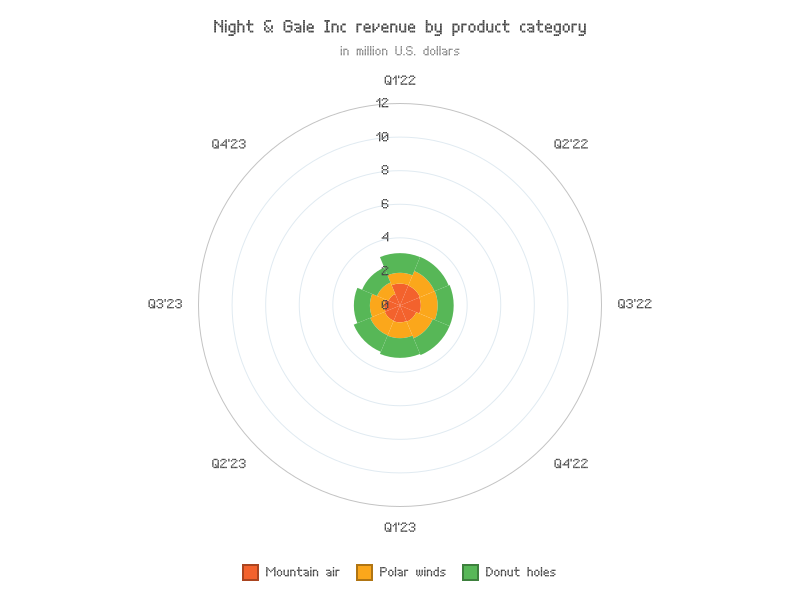 Night & Gale Inc revenue by product category
in million U.S. dollars
Q1'22
12
Q4'23
10
Q2'22
8
6
4
2
Q3'23
0
Q3'22
Q2'23
Q4'22
Q1'23
Mountain air Polar winds Donut holes